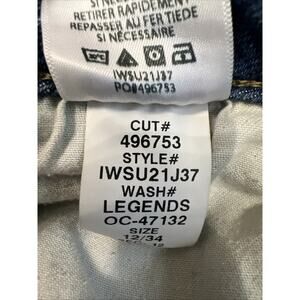 RETIRER RAPIDEMENT
REPASSER AU FER TIEDE
SI NÉCESSAIRE
IWSU21J37
PO#496753
CUT#
496753
STYLE#
IWSU21J37
WASH#
LEGENDS
OC-47132
SIZE
12/34